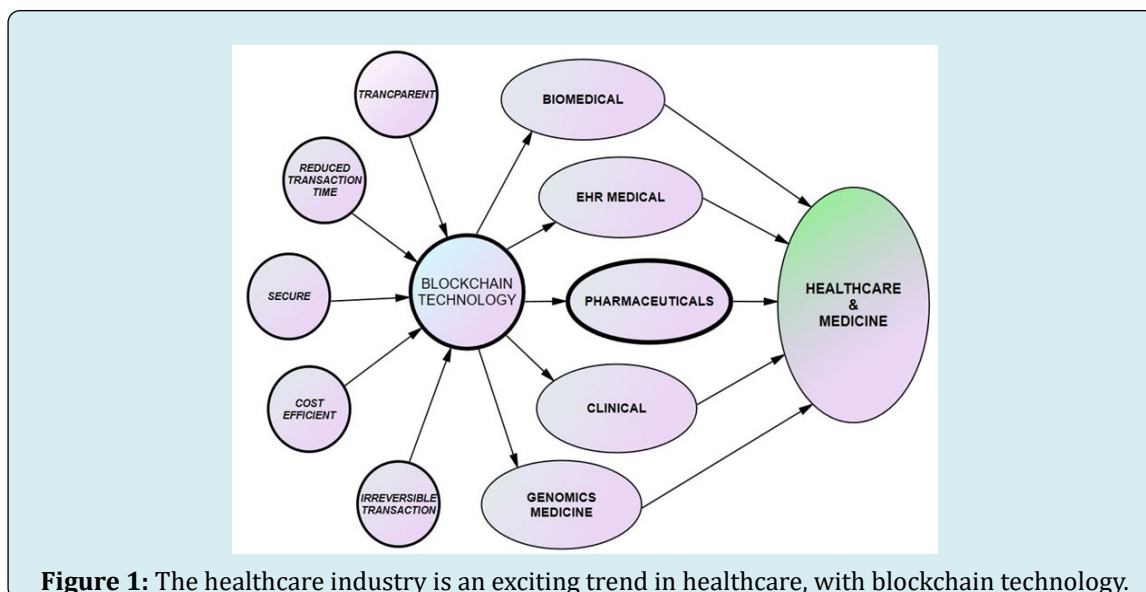 TRANCPARENT
REDUCED
TRANSACTION
TIME
SECURE
COST
EFFICIENT
IRREVERSIBLE
TRANSACTION
BLOCKCHAIN
TECHNOLOGY
BIOMEDICAL
EHR MEDICAL
PHARMACEUTICALS
CLINICAL
GENOMICS
MEDICINE
HEALTHCARE
&
MEDICINE
Figure 1: The healthcare industry is an exciting trend in healthcare, with blockchain technology.